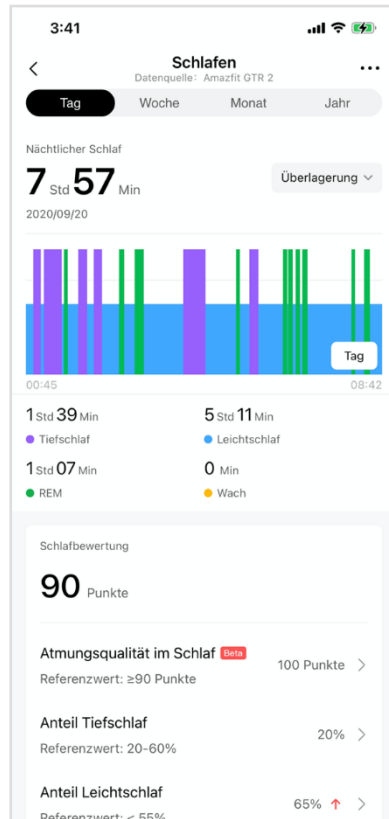 3:41
Schlafen
Datenquelle: Amazfit GTR 2
Tag Woche Monat Jahr
Nächtlicher Schlaf
7 Std 57 Min
Überlagerung
2020/09/20
Tag
00:45 08:42
1 Std 39 Min 5 Std 11 Min
Tiefschlaf Leichtschlaf
1 Std 07 Min 0 Min
REM Wach
Schlafbewertung
90 Punkte
Atmungsqualität im Schlaf Beta
100 Punkte
Referenzwert: ≥90 Punkte
Anteil Tiefschlaf
20%
Referenzwert: 20-60%
Anteil Leichtschlaf
65% ↑
Referenzwert: < 55%